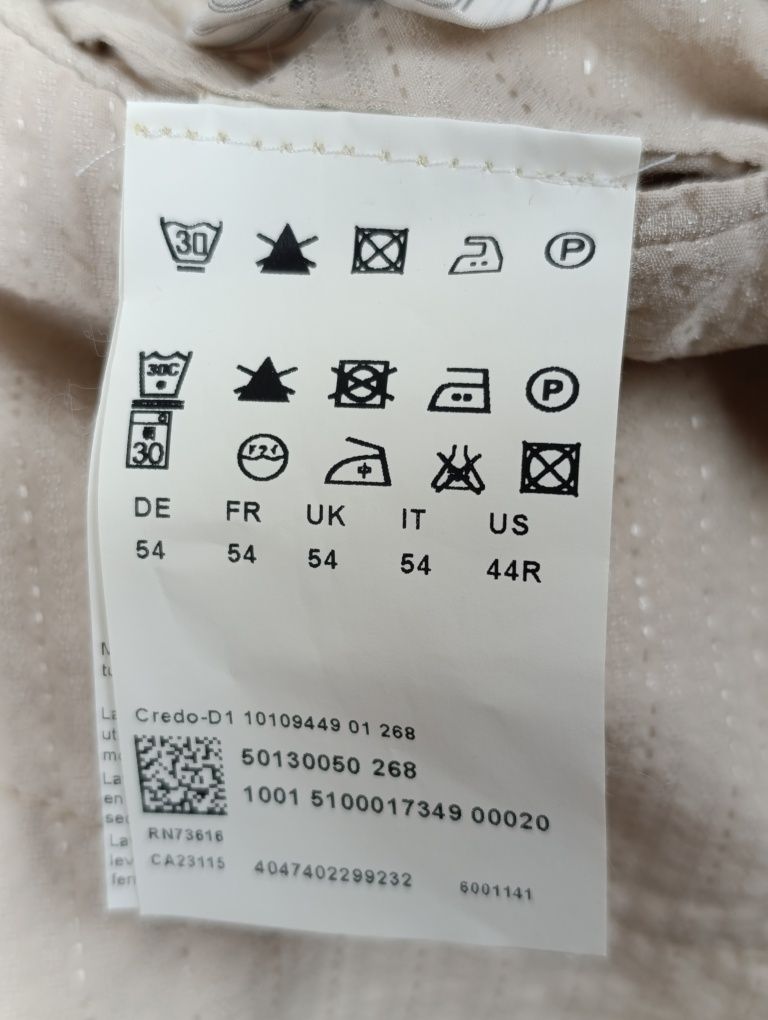 30
30C
P
P
30
中
DE FR UK IT US
54 54 54 54 44R
Credo-D1 10109449 01 268
50130050 268
1001 5100017349 00020
RN73616
CA23115 4047402299232 6001141